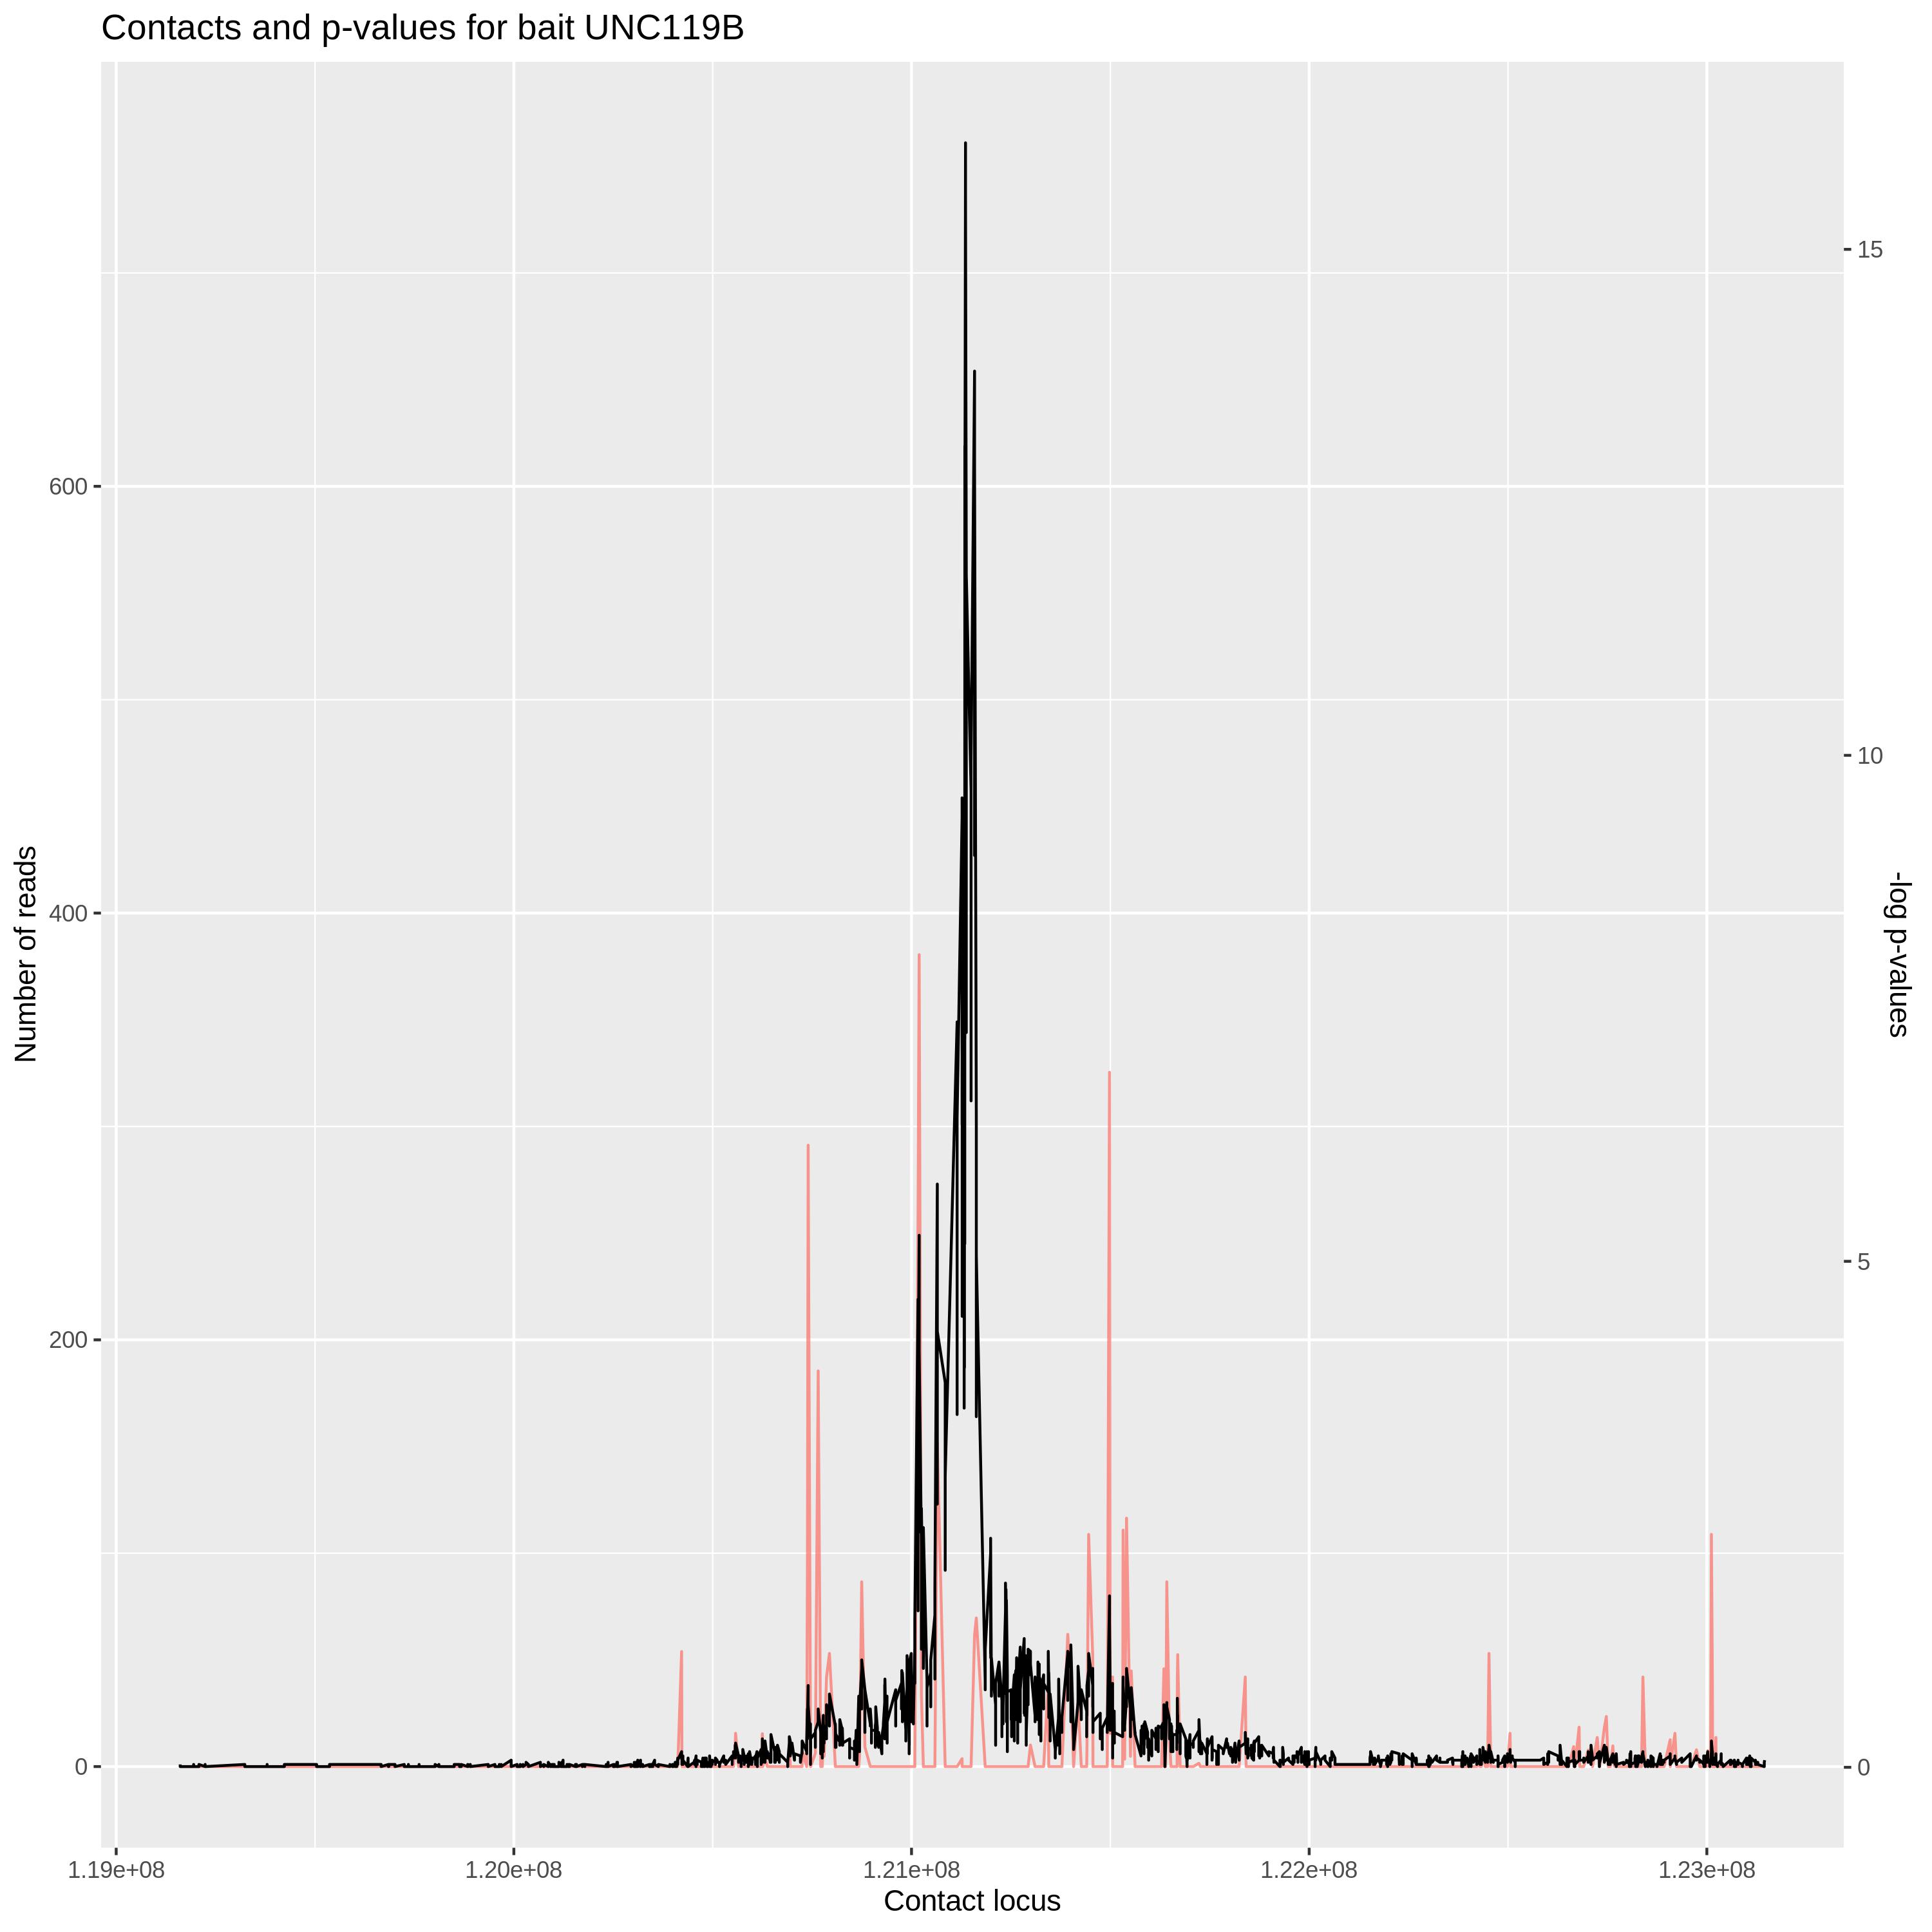 Contacts and p-values for bait UNC119B
600
400
200
0
15
10
5
0
Number of reads
-log p-values
1.19e+08
1.20e+08
1.21e+08
1.22e+08
1.23e+08
Contact locus